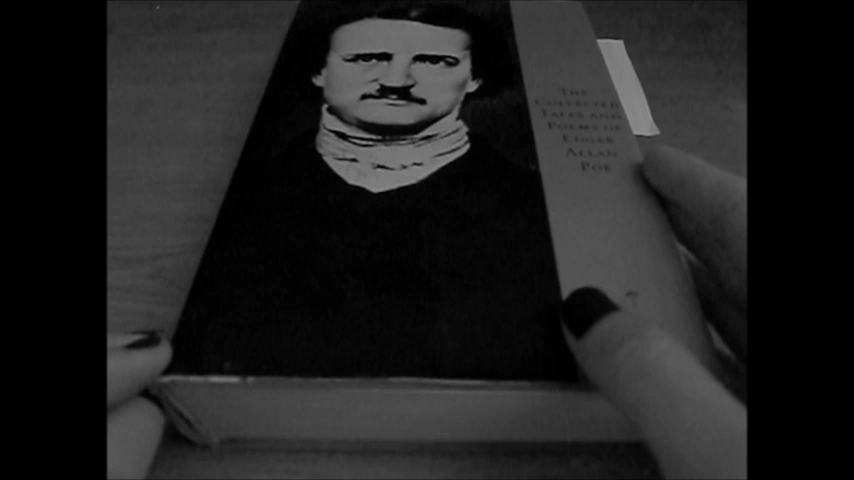 THE
COLLECTED
TALES AND
POEMS OF
EDGAR
ALLAN
POE